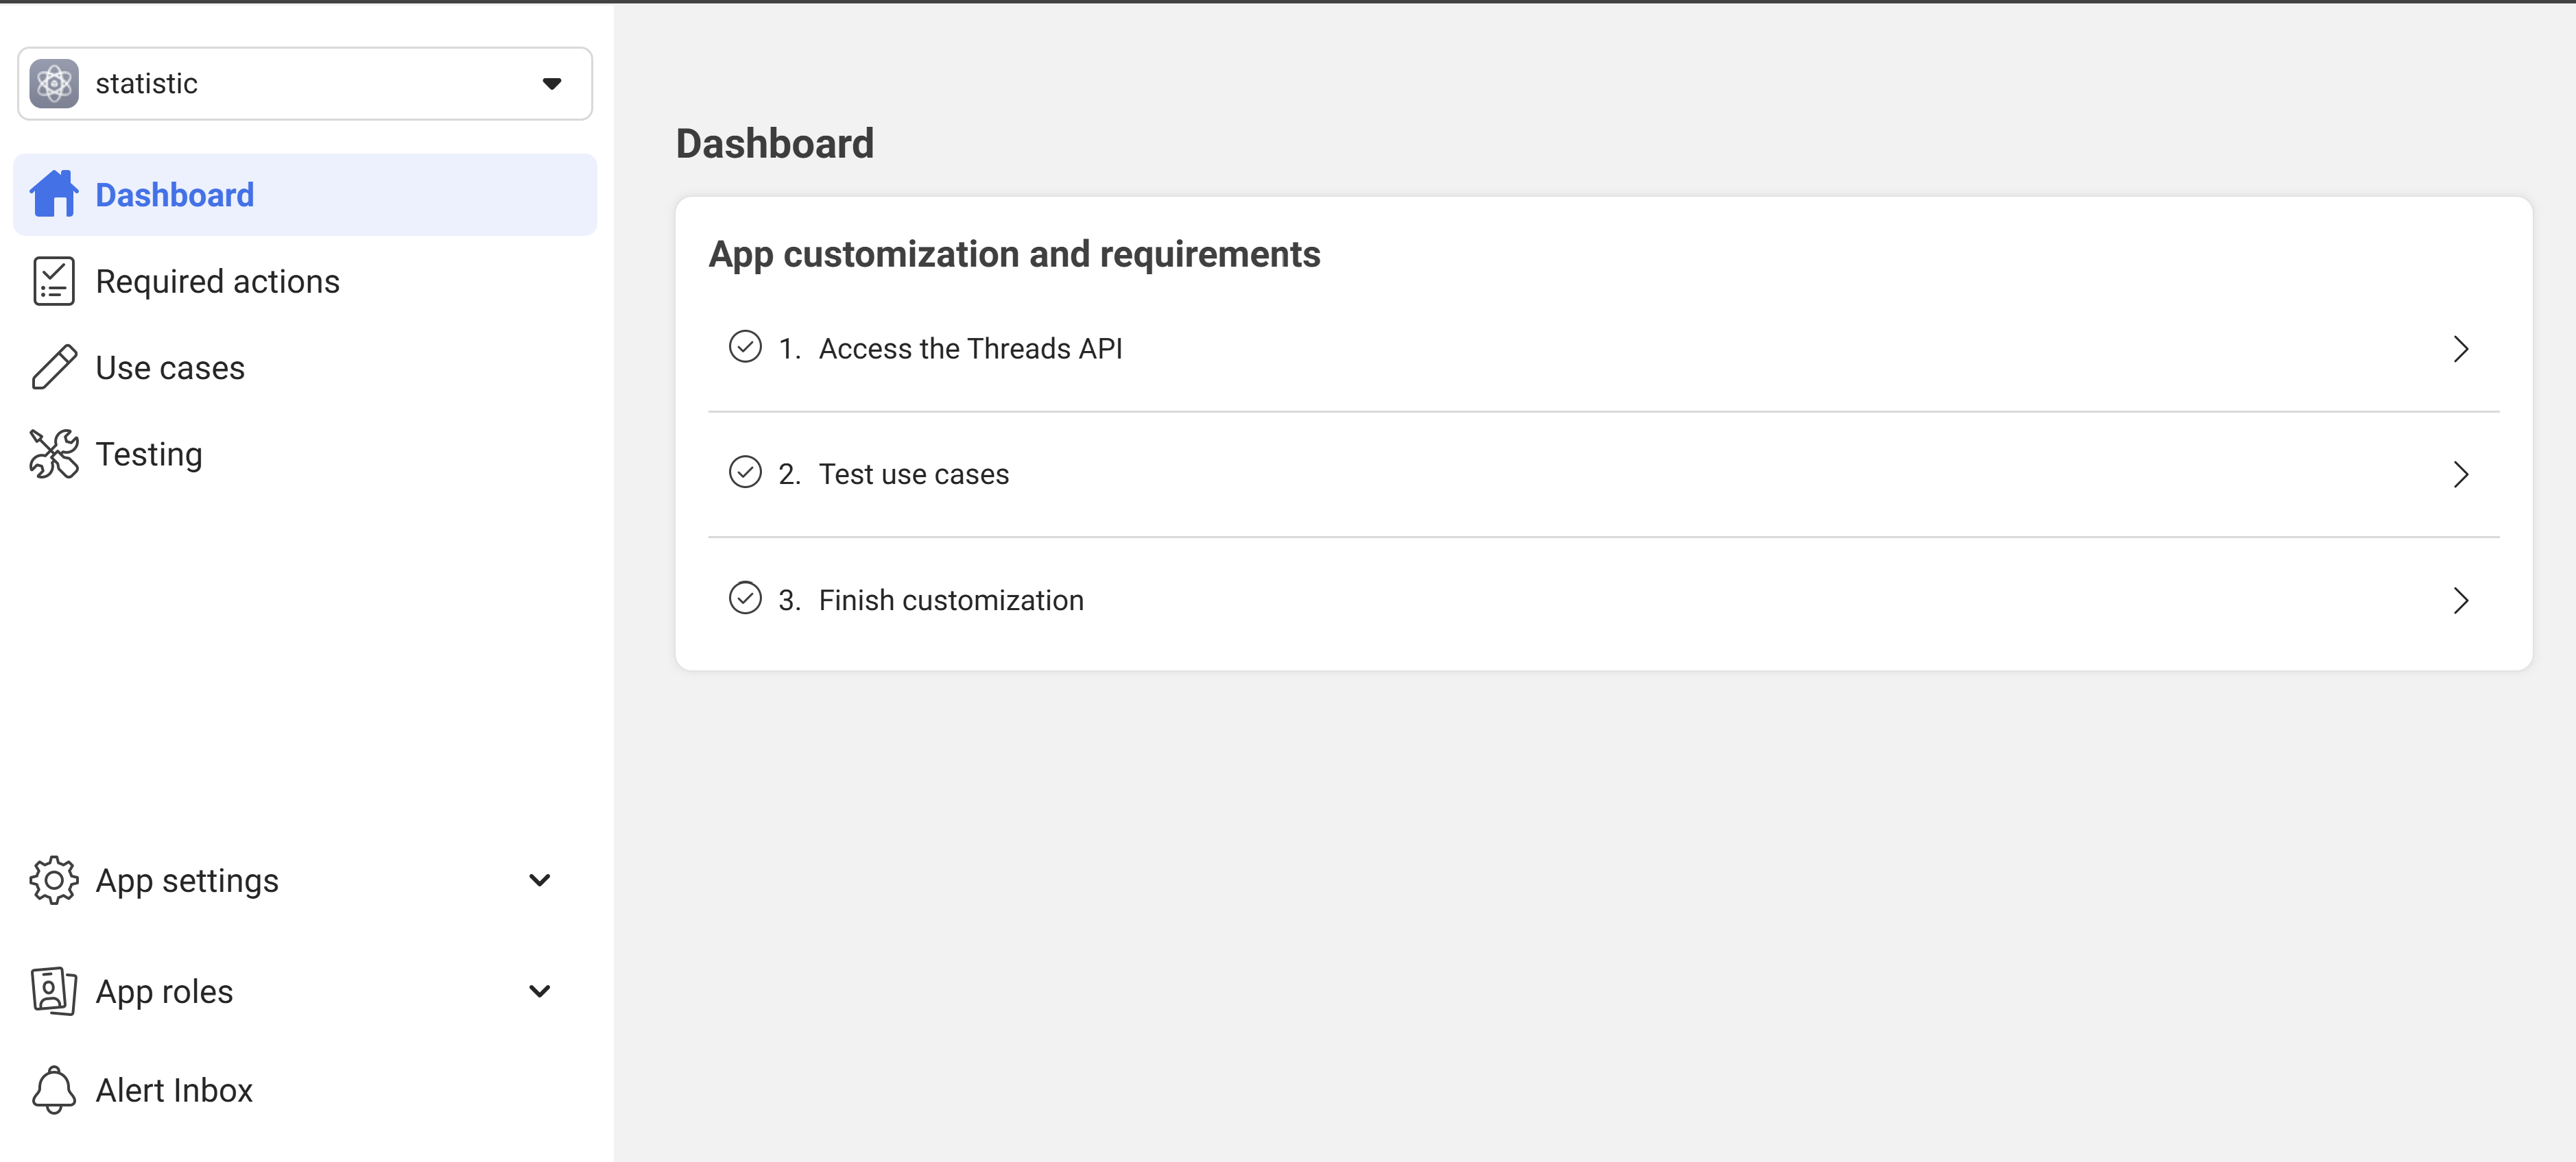 statistic
Dashboard
Required actions
Use cases
Testing
App settings
App roles
Alert Inbox
Dashboard
App customization and requirements
1. Access the Threads API
2. Test use cases
3. Finish customization